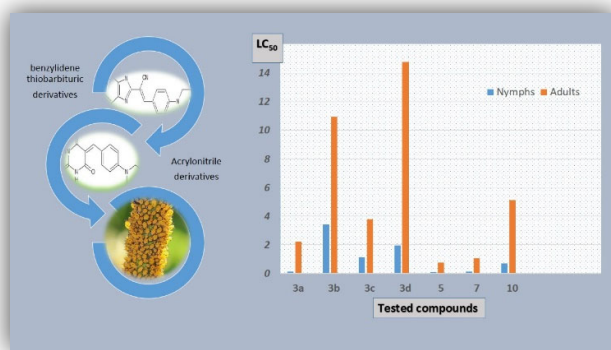 benzylidene
thiobarbituric
derivatives
CN
Acrylonitrile
derivatives
LC50
14
12
10
8
6
4
2
0
Nymphs
Adults
3a 3b 3c 3d 5 7 10
Tested compounds